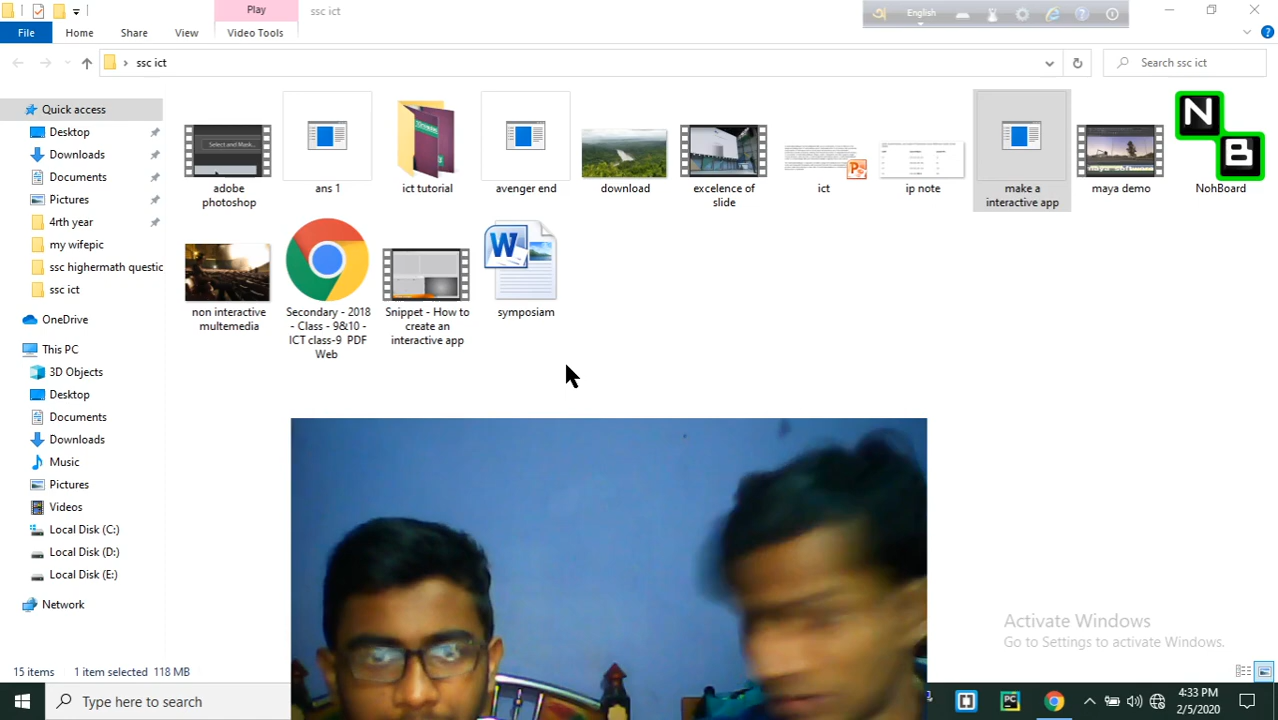 Play
ssc ict
English
File
Home
Share
View
Video Tools
ssc ict
Search ssc ict
Quick access
Desktop
Downloads
Documents
Pictures
4rth year
my wifepic
ssc highermath questic
ssc ict
OneDrive
This PC
3D Objects
Desktop
Documents
Downloads
Music
Pictures
Videos
Local Disk (C:)
Local Disk (D:)
Local Disk (E:)
Network
Select and Mask...
adobe
photoshop
ans 1
ict tutorial
avenger end
download
excelence of
slide
ict
ip note
make a
interactive app
maya demo
N
B
NohBoard
non interactive
multemedia
Secondary - 2018
- Class - 9&10 -
ICT class-9 PDF
Web
Snippet - How to
create an
interactive app
W
symposiam
Activate Windows
Go to Settings to activate Windows.
15 items
1 item selected 118 MB
Type here to search
PC
4:33 PM
2/5/2020